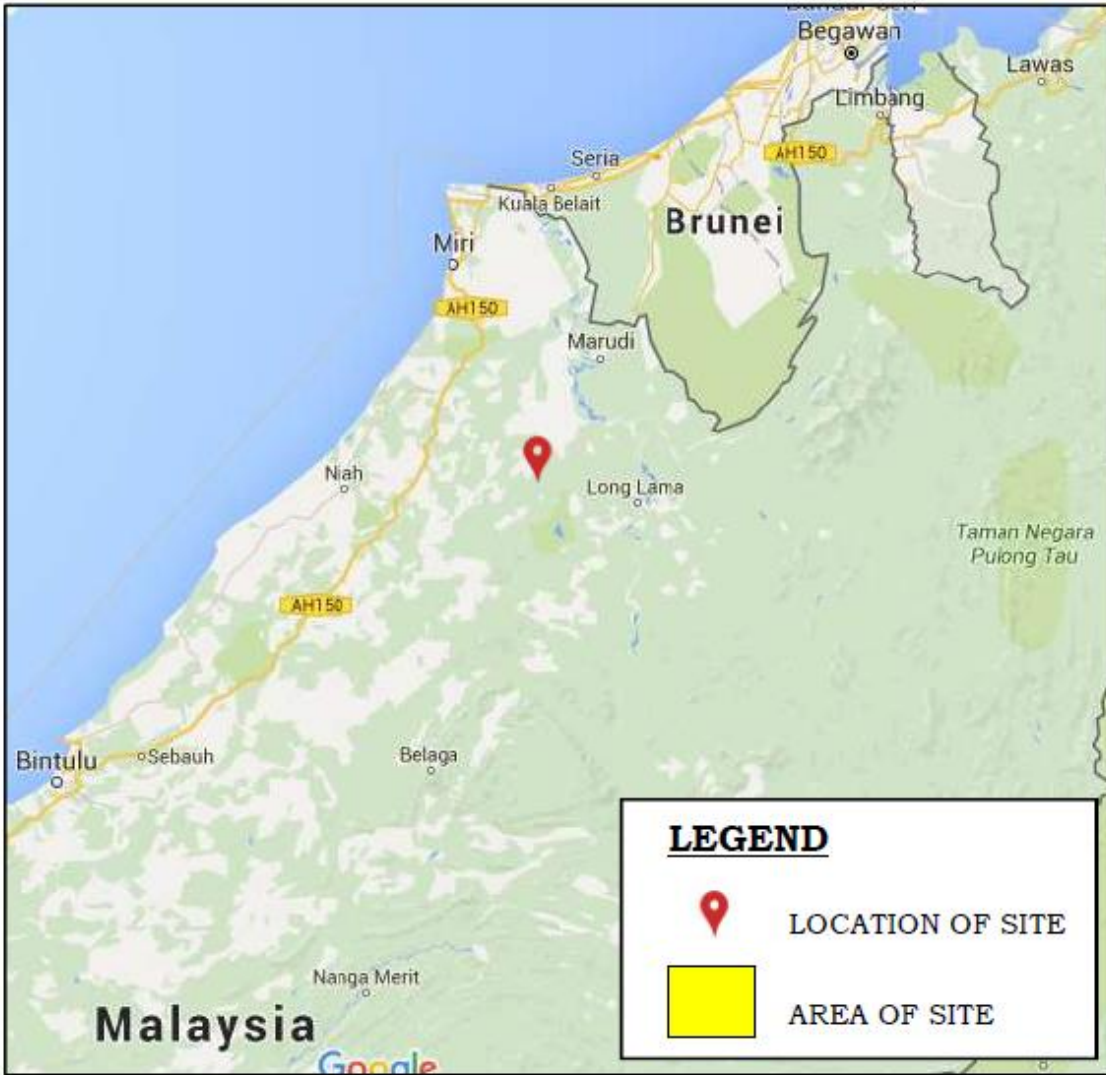 Begawan
Lawas
Limbang
AH150
Seria
Kuala Belait
Brunei
Miri
AH150
Marudi
Niah
Long Lama
Taman Negara
Pulong Tau
AH150
Bintulu
Sebauh
Belaga
LEGEND
LOCATION OF SITE
Nanga Merit
AREA OF SITE
Malaysia
Google